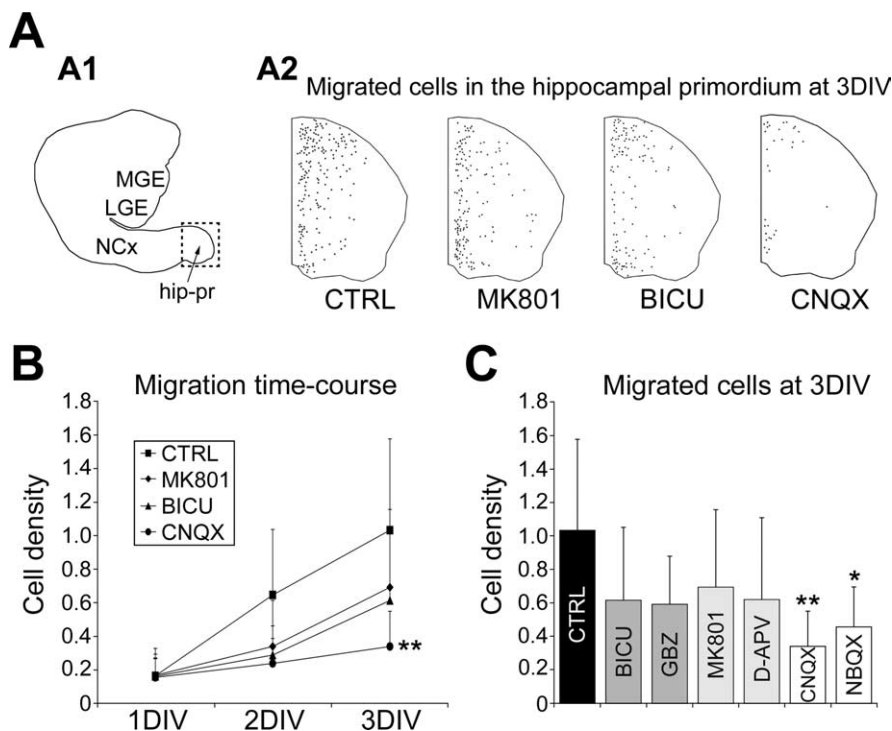 A
A1
A2 Migrated cells in the hippocampal primordium at 3DIV
MGE
LGE
NCx
hip-pr
CTRL MK801 BICU CNQX
B Migration time-course
Cell density
1.8
1.6
1.4
1.2
1.0
0.8
0.6
0.4
0.2
0
CTRL
MK801
BICU
CNQX
**
1DIV 2DIV 3DIV
C Migrated cells at 3DIV
Cell density
1.8
1.6
1.4
1.2
1.0
0.8
0.6
0.4
0.2
0
CTRL
BICU
GBZ
MK801
D-APV
CNQX
NBQX
**
*